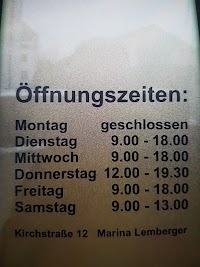 Öffnungszeiten:
Montag geschlossen
Dienstag 9.00 - 18.00
Mittwoch 9.00 - 18.00
Donnerstag 12.00 - 19.30
Freitag 9.00 - 18.00
Samstag 9.00 - 13.00
Kirchstraße 12 Marina Lemberger